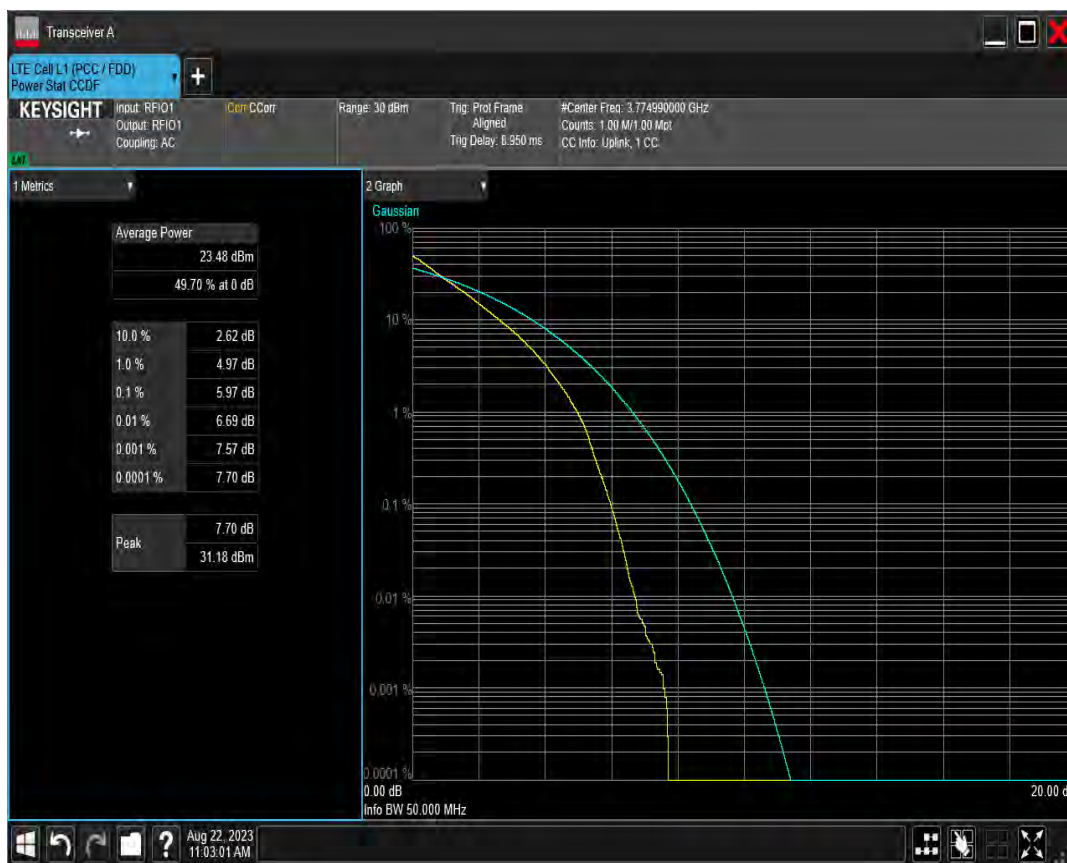 Transceiver A
LTE Cell L1 (PCC / FDD)
Power Stat CCDF
+
KEYSIGHT
Input: RFIO1
Output: RFIO1
Coupling: AC
Corr CCorr
Range: 30 dBm
Trig: Prot Frame
Aligned
Trig Delay: 8.950 ms
#Center Freq: 3.774990000 GHz
Counts: 1.00 M/1.00 Mpt
CC Info: Uplink, 1 CC
1 Metrics
Average Power
23.48 dBm
49.70 % at 0 dB
10.0 % 2.62 dB
1.0 % 4.97 dB
0.1 % 5.97 dB
0.01 % 6.69 dB
0.001 % 7.57 dB
0.0001 % 7.70 dB
Peak
7.70 dB
31.18 dBm
2 Graph
Gaussian
100 %
10 %
1 %
0.1 %
0.01 %
0.001 %
0.0001 %
0.00 dB
20.00 d
Info BW 50.000 MHz
?
Aug 22, 2023
11:03:01 AM